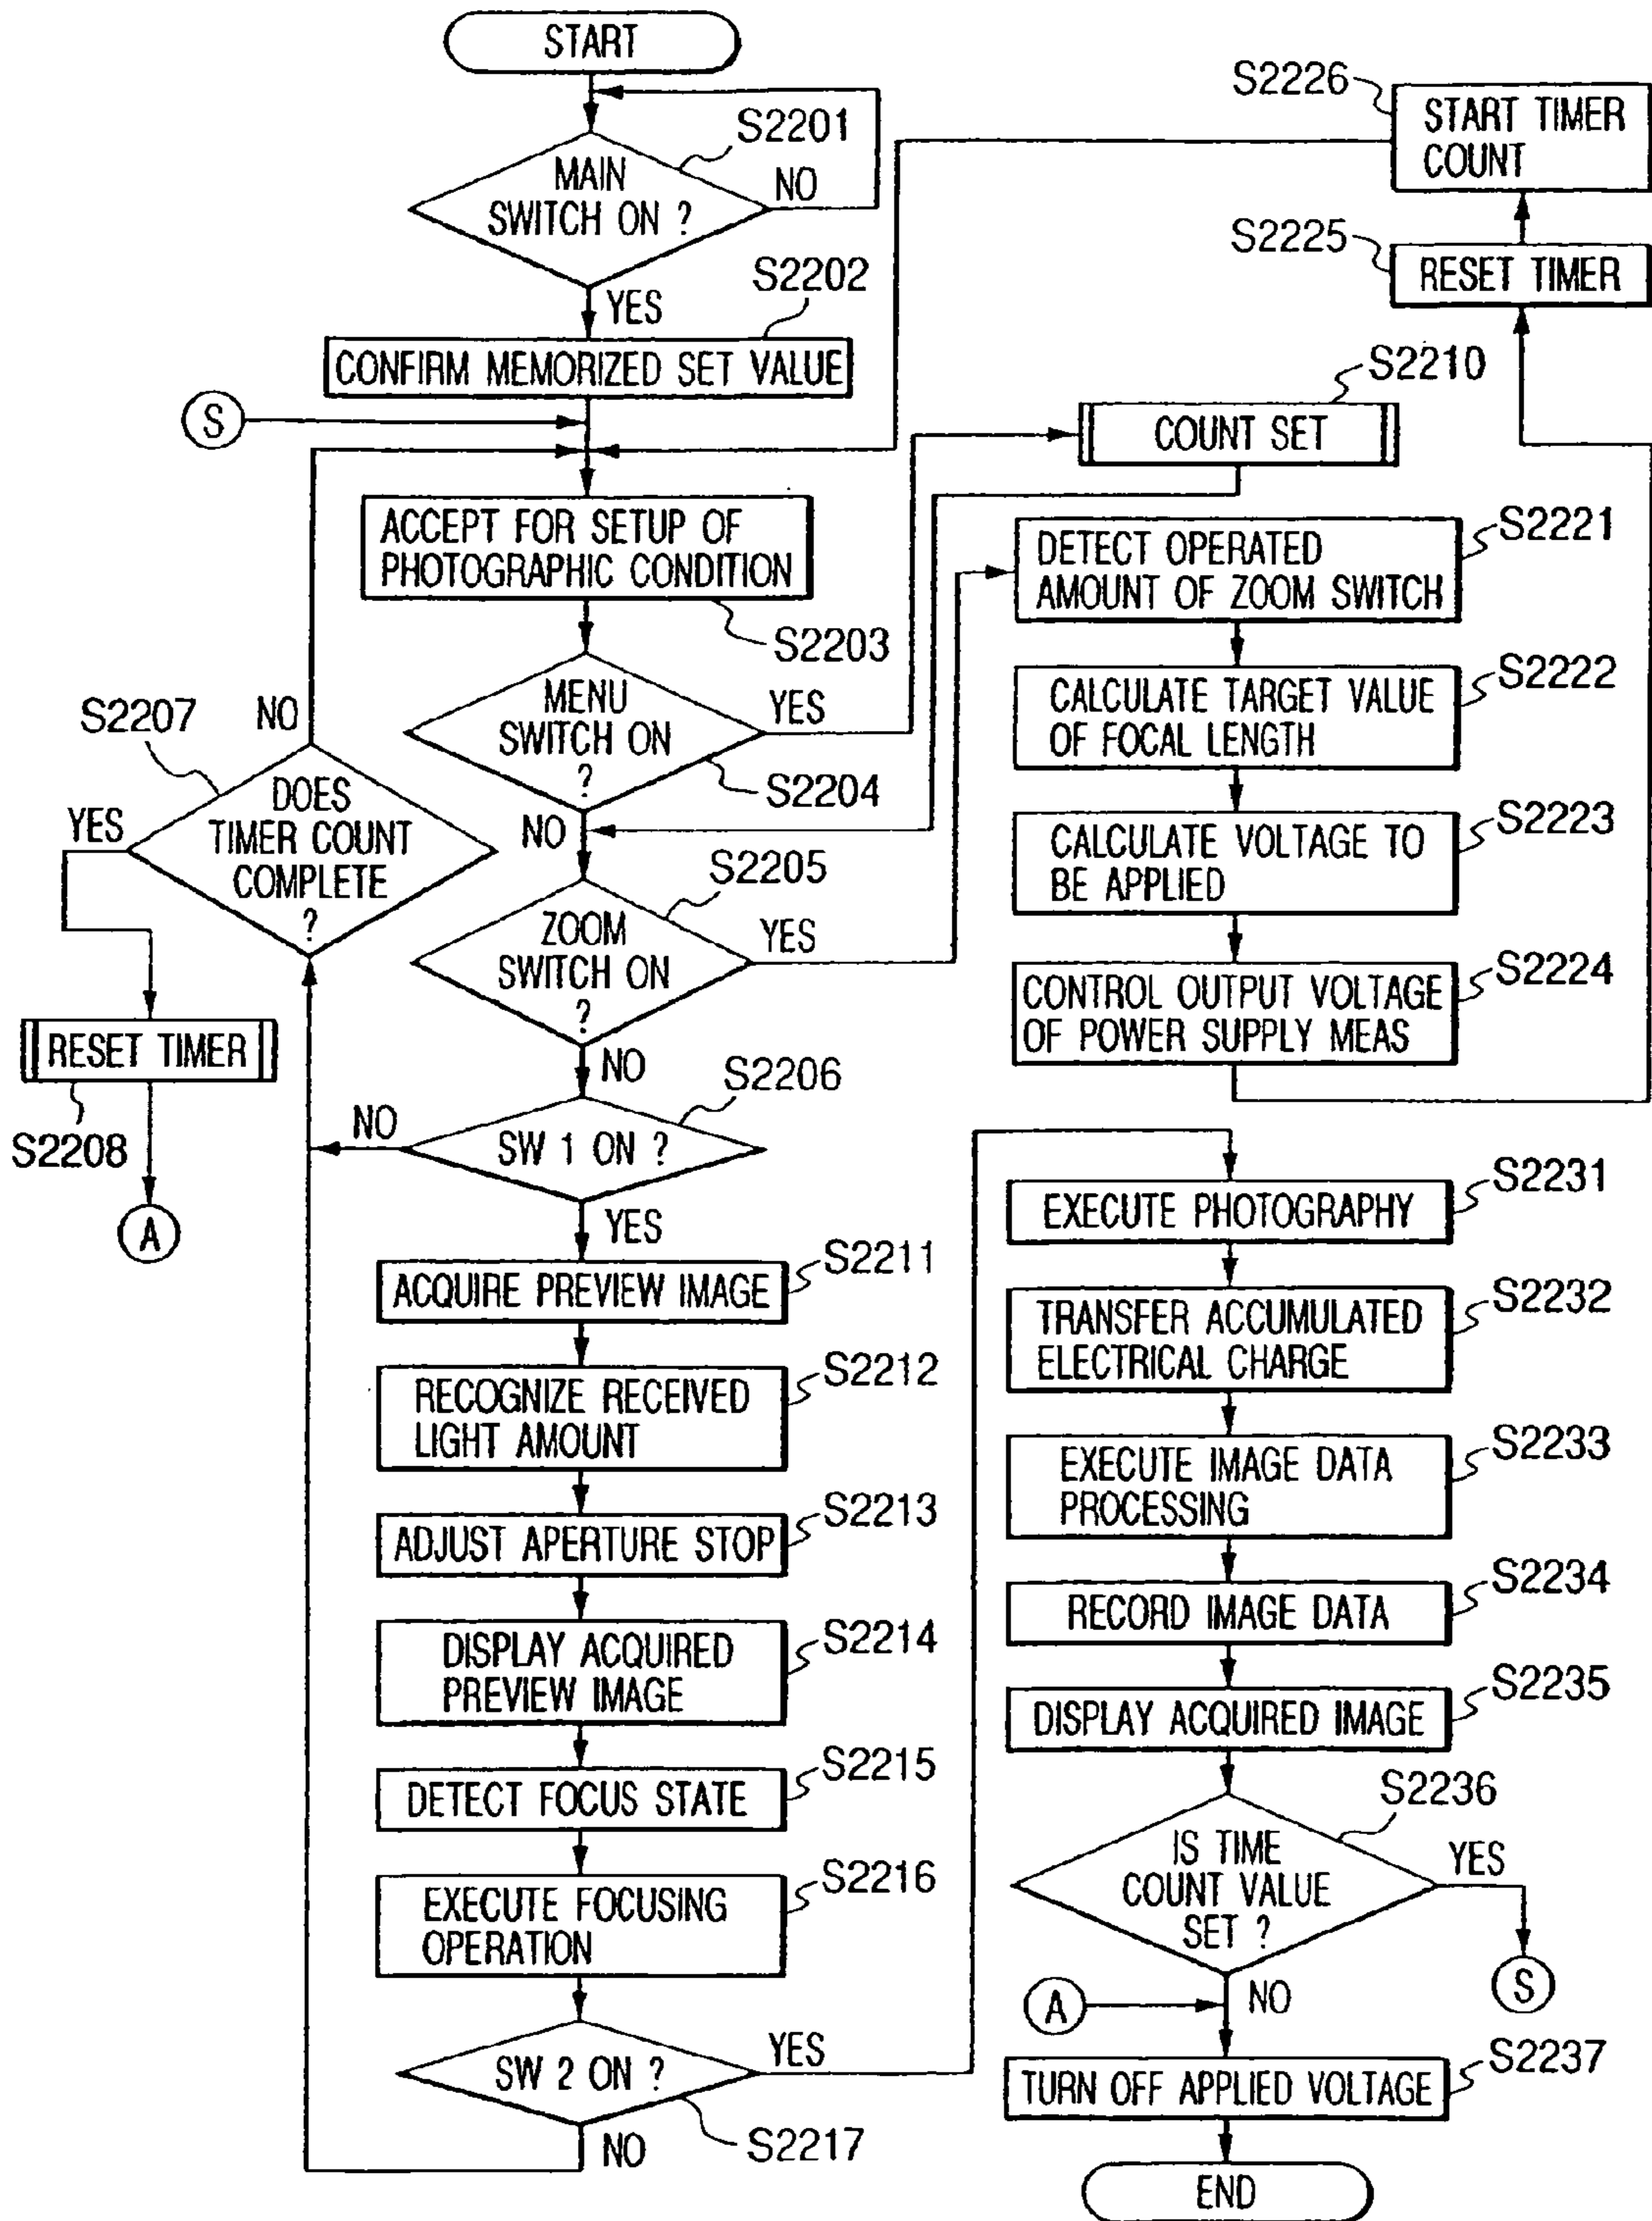 START
S2201
MAIN
SWITCH ON ?
NO
YES
S2202
CONFIRM MEMORIZED SET VALUE
S
ACCEPT FOR SETUP OF
PHOTOGRAPHIC CONDITION
S2203
MENU
SWITCH ON
?
YES
S2204
NO
S2207
NO
DOES
TIMER COUNT
COMPLETE
?
YES
RESET TIMER
S2208
A
S2205
ZOOM
SWITCH ON
?
YES
NO
S2206
SW 1 ON ?
NO
YES
S2211
ACQUIRE PREVIEW IMAGE
S2212
RECOGNIZE RECEIVED
LIGHT AMOUNT
S2213
ADJUST APERTURE STOP
S2214
DISPLAY ACQUIRED
PREVIEW IMAGE
S2215
DETECT FOCUS STATE
S2216
EXECUTE FOCUSING
OPERATION
SW 2 ON ?
YES
S2217
NO
S2226
START TIMER
COUNT
S2225
RESET TIMER
S2210
COUNT SET
S2221
DETECT OPERATED
AMOUNT OF ZOOM SWITCH
S2222
CALCULATE TARGET VALUE
OF FOCAL LENGTH
S2223
CALCULATE VOLTAGE TO
BE APPLIED
S2224
CONTROL OUTPUT VOLTAGE
OF POWER SUPPLY MEAS
S2231
EXECUTE PHOTOGRAPHY
S2232
TRANSFER ACCUMULATED
ELECTRICAL CHARGE
S2233
EXECUTE IMAGE DATA
PROCESSING
S2234
RECORD IMAGE DATA
S2235
DISPLAY ACQUIRED IMAGE
S2236
IS TIME
COUNT VALUE
SET ?
YES
S
A
NO
S2237
TURN OFF APPLIED VOLTAGE
END